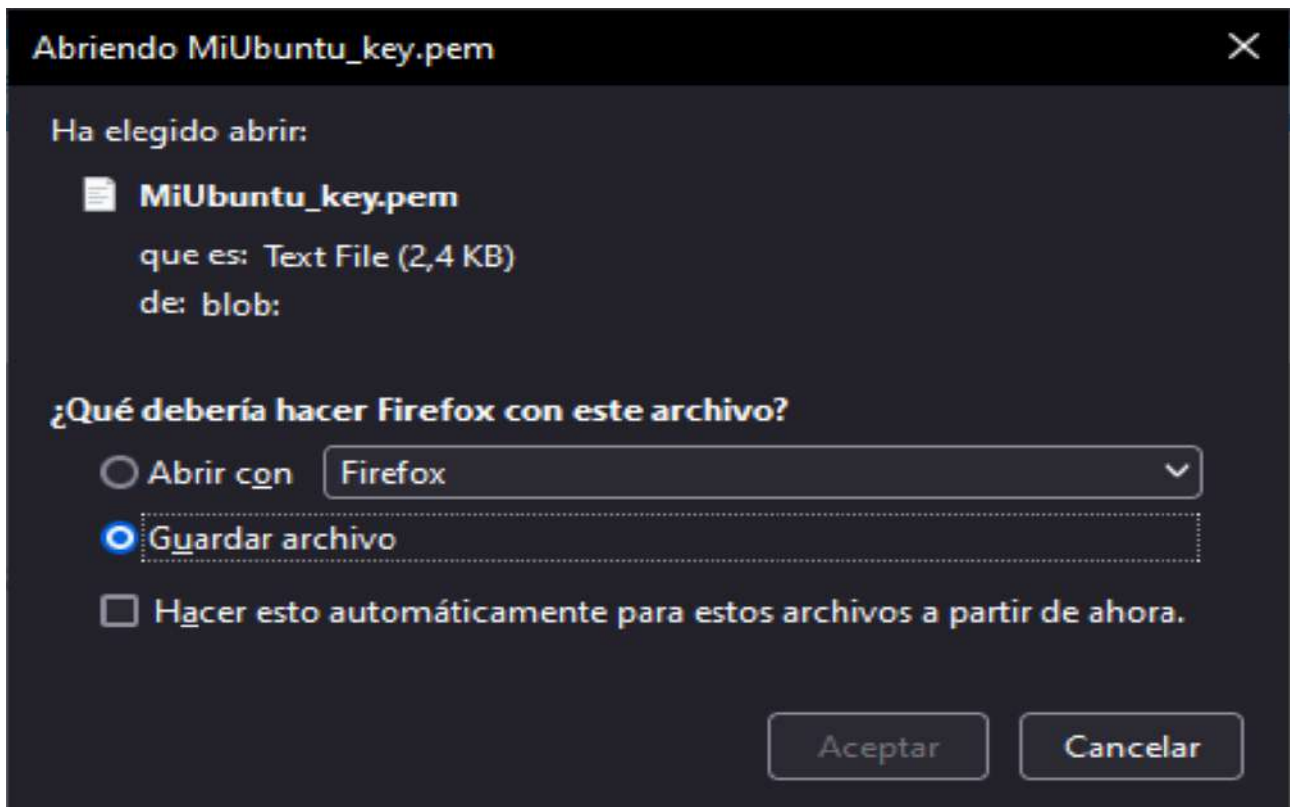 Abriendo MiUbuntu_key.pem
Ha elegido abrir:
MiUbuntu_key.pem
que es: Text File (2,4 KB)
de: blob:
¿Qué debería hacer Firefox con este archivo?
Abrir con Firefox
Guardar archivo
Hacer esto automáticamente para estos archivos a partir de ahora.
Aceptar Cancelar